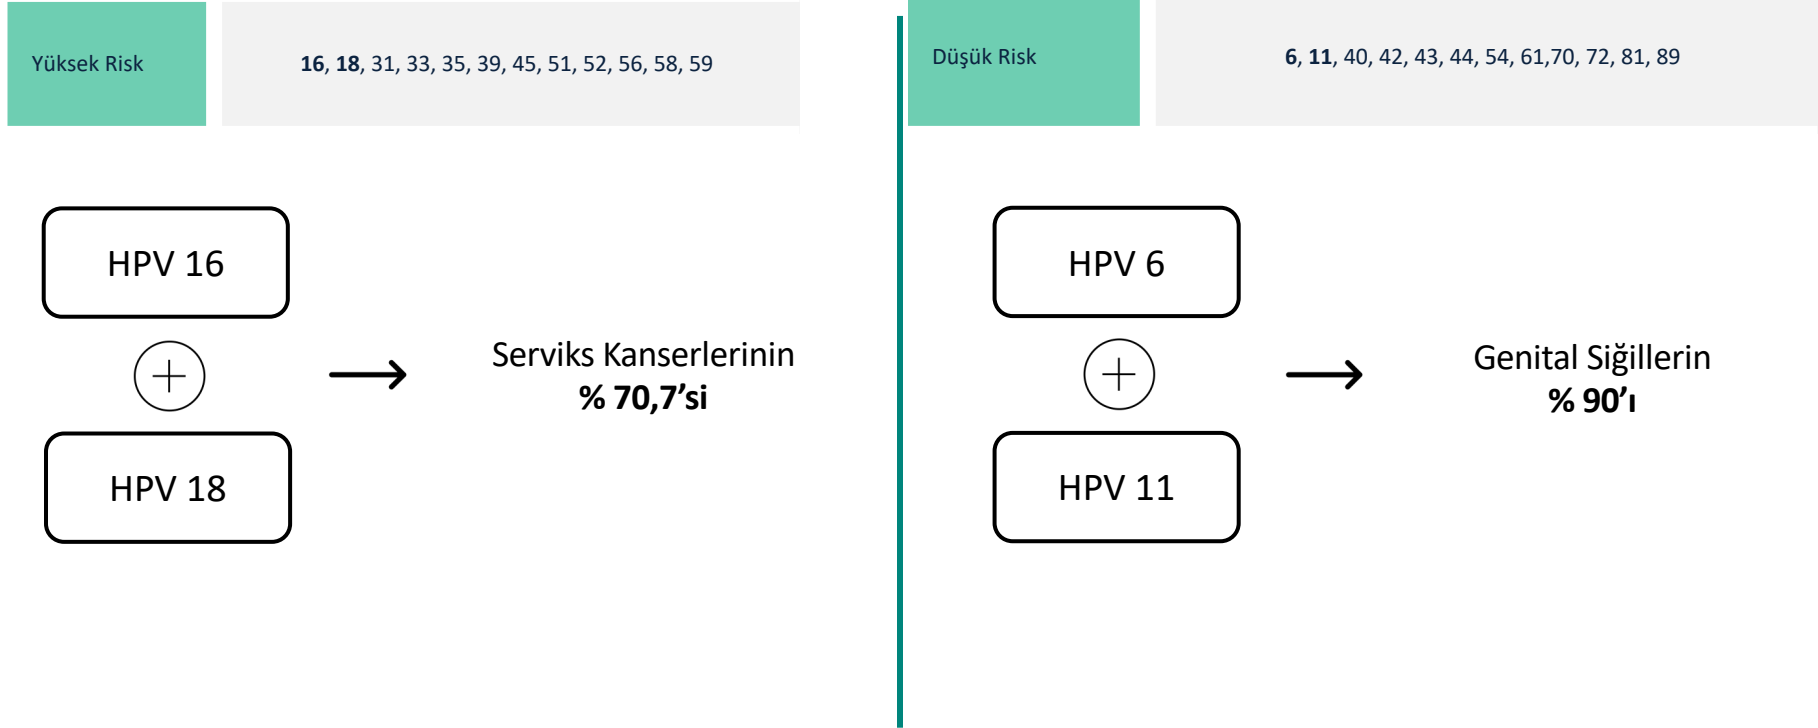 Yüksek Risk
16, 18, 31, 33, 35, 39, 45, 51, 52, 56, 58, 59
HPV 16
HPV 18
Serviks Kanserlerinin
% 70,7’si
Düşük Risk
6, 11, 40, 42, 43, 44, 54, 61,70, 72, 81, 89
HPV 6
HPV 11
Genital Siğillerin
% 90’ı